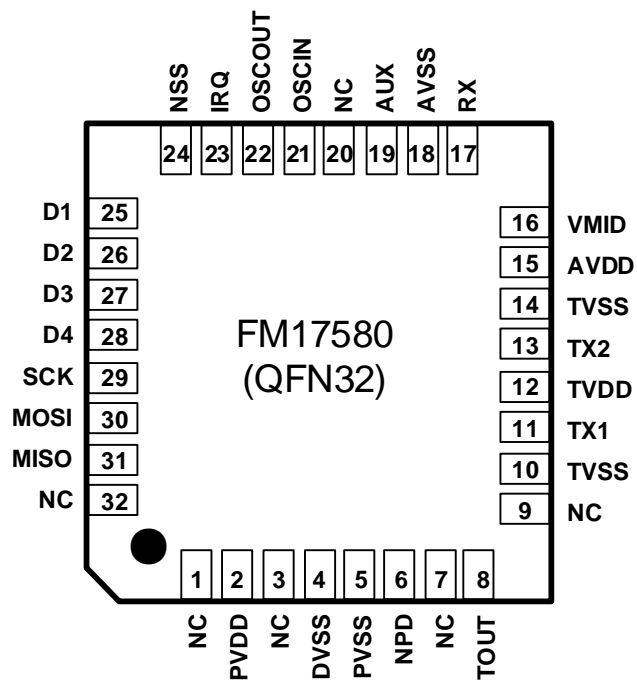 NSS
IRQ
OSCOUT
OSCIN
NC
AUX
AVSS
RX
24
23
22
21
20
19
18
17
D1 25
D2 26
D3 27
D4 28
SCK 29
MOSI 30
MISO 31
NC 32
FM17580
(QFN32)
16 VMID
15 AVDD
14 TVSS
13 TX2
12 TVDD
11 TX1
10 TVSS
9 NC
1
2
3
4
5
6
7
8
NC
PVDD
NC
DVSS
PVSS
NPD
NC
TOUT